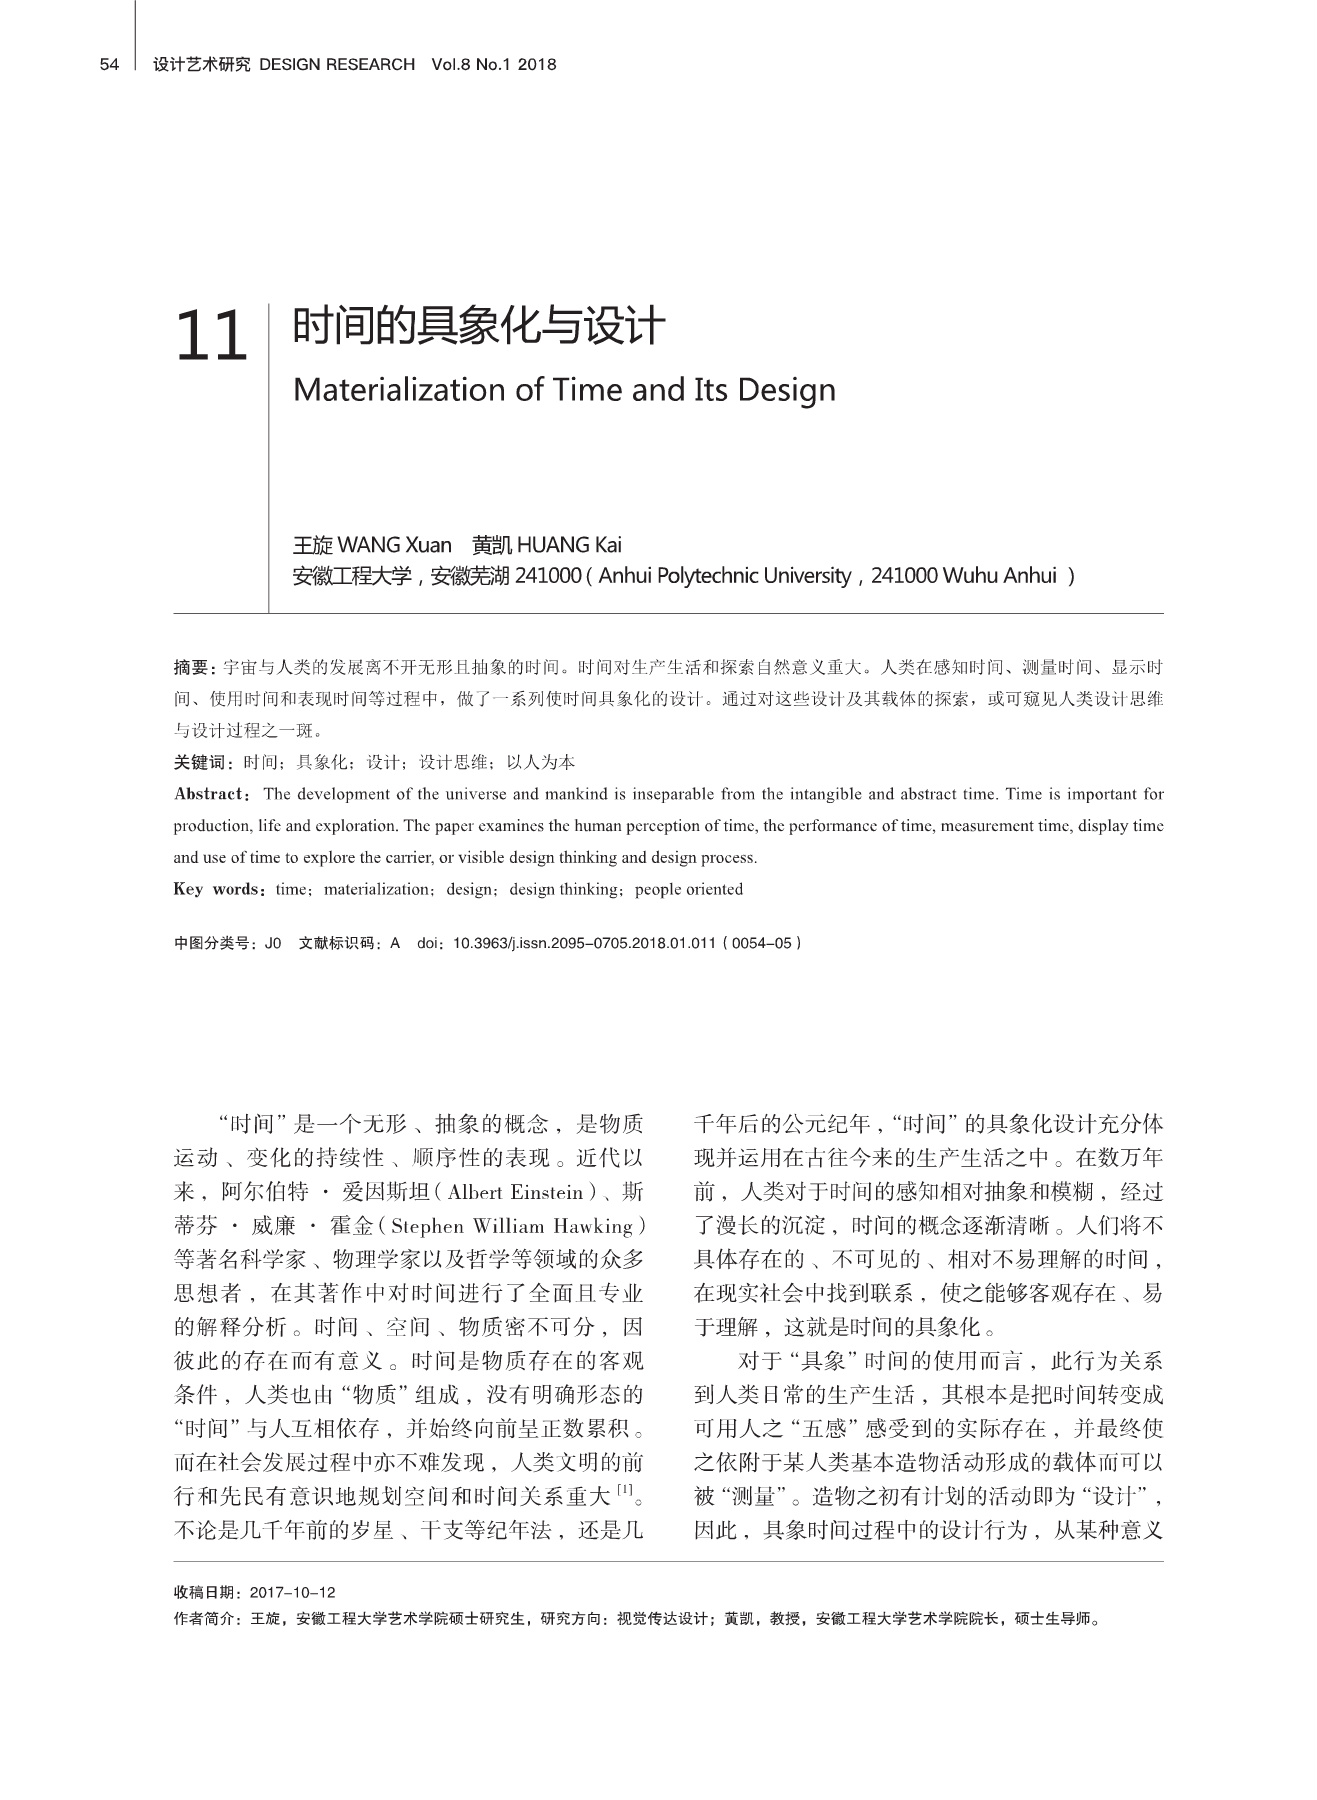 54 设计艺术研究 DESIGN RESEARCH Vol.8 No.1 2018
11
时间的具象化与设计
Materialization of Time and Its Design
王旋 WANG Xuan 黄凯 HUANG Kai
安徽工程大学，安徽芜湖 241000（Anhui Polytechnic University，241000 Wuhu Anhui ）
摘要：宇宙与人类的发展离不开无形且抽象的时间。时间对生产生活和探索自然意义重大。人类在感知时间、测量时间、显示时
间、使用时间和表现时间等过程中，做了一系列使时间具象化的设计。通过对这些设计及其载体的探索，或可窥见人类设计思维
与设计过程之一斑。
关键词：时间；具象化；设计；设计思维；以人为本
Abstract：The development of the universe and mankind is inseparable from the intangible and abstract time. Time is important for
production, life and exploration. The paper examines the human perception of time, the performance of time, measurement time, display time
and use of time to explore the carrier, or visible design thinking and design process.
Key words：time；materialization；design；design thinking；people oriented
中图分类号：J0 文献标识码：A doi：10.3963/j.issn.2095-0705.2018.01.011（0054-05）
“时间”是一个无形、抽象的概念，是物质
运动、变化的持续性、顺序性的表现。近代以
来，阿尔伯特·爱因斯坦（Albert Einstein）、斯
蒂芬·威廉·霍金（Stephen William Hawking）
等著名科学家、物理学家以及哲学等领域的众多
思想者，在其著作中对时间进行了全面且专业
的解释分析。时间、空间、物质密不可分，因
彼此的存在而有意义。时间是物质存在的客观
条件，人类也由“物质”组成，没有明确形态的
“时间”与人互相依存，并始终向前呈正数累积。
而在社会发展过程中亦不难发现，人类文明的前
行和先民有意识地规划空间和时间关系重大[1]。
不论是几千年前的岁星、干支等纪年法，还是几
千年后的公元纪年，“时间”的具象化设计充分体
现并运用在古往今来的生产生活之中。在数万年
前，人类对于时间的感知相对抽象和模糊，经过
了漫长的沉淀，时间的概念逐渐清晰。人们将不
具体存在的、不可见的、相对不易理解的时间，
在现实社会中找到联系，使之能够客观存在、易
于理解，这就是时间的具象化。
对于“具象”时间的使用而言，此行为关系
到人类日常的生产生活，其根本是把时间转变成
可用人之“五感”感受到的实际存在，并最终使
之依附于某人类基本造物活动形成的载体而可以
被“测量”。造物之初有计划的活动即为“设计”，
因此，具象时间过程中的设计行为，从某种意义
收稿日期：2017-10-12
作者简介：王旋，安徽工程大学艺术学院硕士研究生，研究方向：视觉传达设计；黄凯，教授，安徽工程大学艺术学院院长，硕士生导师。